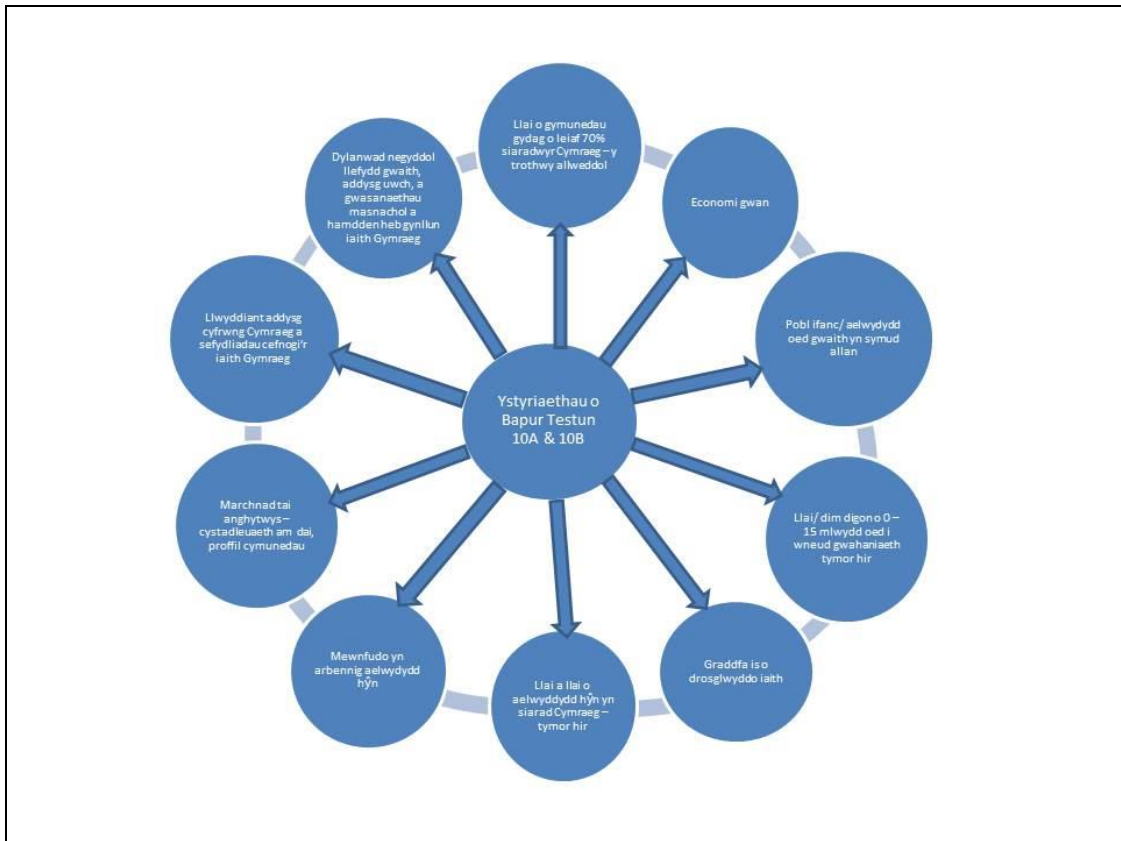 Llai o gymunedau
gydag o leiaf 70%
siaradwyr Cymraeg – y
trothwy allweddol
Economi gwan
Pobl ifanc/ aelwydydd
oed gwaith yn symud
allan
Llai/ dim digon o 0 –
15 mlwydd oed i
wneud gwahaniaeth
tymor hir
Graddfa is o
drosglwyddo iaith
Llai a llai o
aelwyddydd hŷn yn
siarad Cymraeg –
tymor hir
Mewnfudo yn
arbennig aelwydydd
hŷn
Marchnad tai
anghytwys –
cystadleuaeth am dai,
proffil cymunedau
Llwyddiant addysg
cyfrwng Cymraeg a
sefydliadau cefnogi'r
iaith Gymraeg
Dylanwad negyddol
llefydd gwaith,
addysg uwch, a
gwasanaethau
masnachol a
hamdden heb gynllun
iaith Gymraeg
Ystyriaethau o
Bapur Testun
10A & 10B